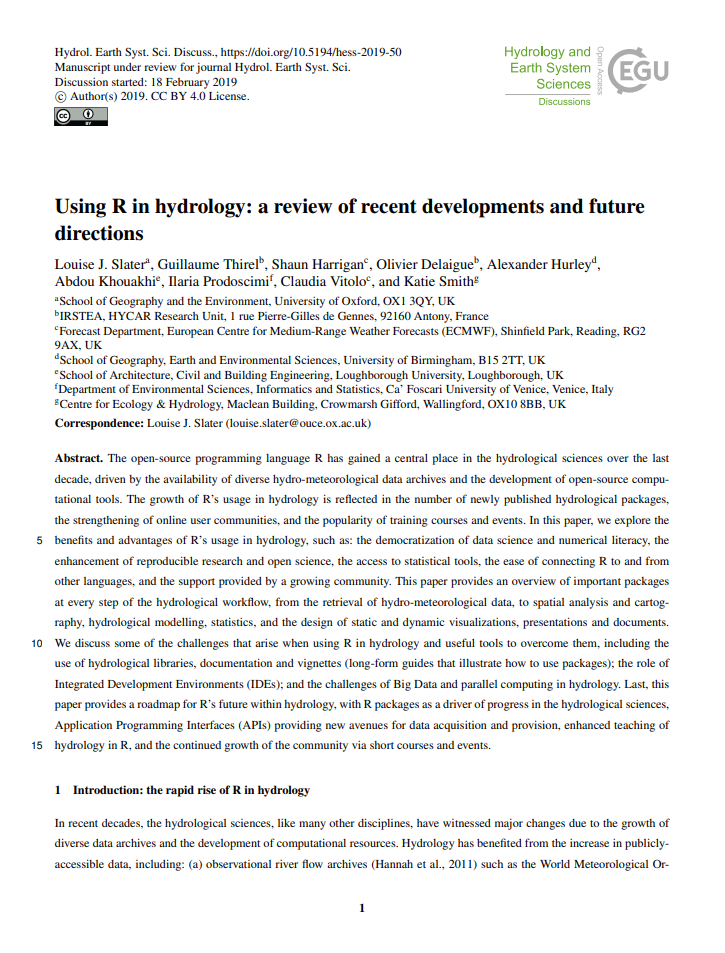 Hydrol. Earth Syst. Sci. Discuss., https://doi.org/10.5194/hess-2019-50
Manuscript under review for journal Hydrol. Earth Syst. Sci.
Discussion started: 18 February 2019
© Author(s) 2019. CC BY 4.0 License.
cc BY
Hydrology and
Earth System
Sciences
Discussions
Open Access
EGU
Using R in hydrology: a review of recent developments and future
directions
Louise J. Slaterᵃ, Guillaume Thirelᵇ, Shaun Harriganᶜ, Olivier Delaigueᵇ, Alexander Hurleyᵈ,
Abdou Khouakhiᵉ, Ilaria Prodoscimiᶠ, Claudia Vitoloᶜ, and Katie Smithᵍ
ᵃSchool of Geography and the Environment, University of Oxford, OX1 3QY, UK
ᵇIRSTEA, HYCAR Research Unit, 1 rue Pierre-Gilles de Gennes, 92160 Antony, France
ᶜForecast Department, European Centre for Medium-Range Weather Forecasts (ECMWF), Shinfield Park, Reading, RG2
9AX, UK
ᵈSchool of Geography, Earth and Environmental Sciences, University of Birmingham, B15 2TT, UK
ᵉSchool of Architecture, Civil and Building Engineering, Loughborough University, Loughborough, UK
ᶠDepartment of Environmental Sciences, Informatics and Statistics, Ca' Foscari University of Venice, Venice, Italy
ᵍCentre for Ecology & Hydrology, Maclean Building, Crowmarsh Gifford, Wallingford, OX10 8BB, UK
Correspondence: Louise J. Slater (louise.slater@ouce.ox.ac.uk)
Abstract. The open-source programming language R has gained a central place in the hydrological sciences over the last
decade, driven by the availability of diverse hydro-meteorological data archives and the development of open-source compu-
tational tools. The growth of R's usage in hydrology is reflected in the number of newly published hydrological packages,
the strengthening of online user communities, and the popularity of training courses and events. In this paper, we explore the
5 benefits and advantages of R's usage in hydrology, such as: the democratization of data science and numerical literacy, the
enhancement of reproducible research and open science, the access to statistical tools, the ease of connecting R to and from
other languages, and the support provided by a growing community. This paper provides an overview of important packages
at every step of the hydrological workflow, from the retrieval of hydro-meteorological data, to spatial analysis and cartog-
raphy, hydrological modelling, statistics, and the design of static and dynamic visualizations, presentations and documents.
10 We discuss some of the challenges that arise when using R in hydrology and useful tools to overcome them, including the
use of hydrological libraries, documentation and vignettes (long-form guides that illustrate how to use packages); the role of
Integrated Development Environments (IDEs); and the challenges of Big Data and parallel computing in hydrology. Last, this
paper provides a roadmap for R's future within hydrology, with R packages as a driver of progress in the hydrological sciences,
Application Programming Interfaces (APIs) providing new avenues for data acquisition and provision, enhanced teaching of
15 hydrology in R, and the continued growth of the community via short courses and events.
1 Introduction: the rapid rise of R in hydrology
In recent decades, the hydrological sciences, like many other disciplines, have witnessed major changes due to the growth of
diverse data archives and the development of computational resources. Hydrology has benefited from the increase in publicly-
accessible data, including: (a) observational river flow archives (Hannah et al., 2011) such as the World Meteorological Or-
1